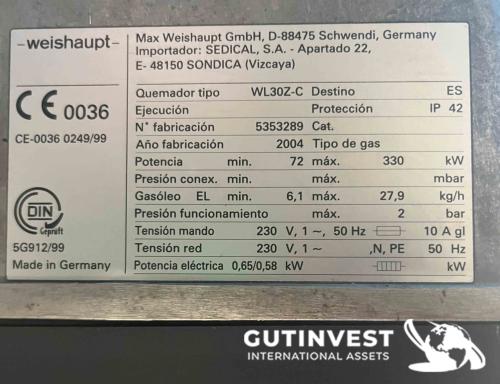 -weishaupt-
Max Weishaupt GmbH, D-88475 Schwendi, Germany
Importador: SEDICAL, S.A. - Apartado 22,
E- 48150 SONDICA (Vizcaya)
CE 0036
CE-0036 0249/99
DIN
Geprüft
5G912/99
Made in Germany
Quemador tipo WL30Z-C Destino ES
Ejecución Protección IP 42
N° fabricación 5353289 Cat.
Año fabricación 2004 Tipo de gas
Potencia min. 72 máx. 330 kW
Presión conex. min. máx. mbar
Gasóleo EL min. 6,1 máx. 27,9 kg/h
Presión funcionamiento máx. 2 bar
Tensión mando 230 V, 1 ~, 50 Hz 10 A gl
Tensión red 230 V, 1 ~ ,N, PE 50 Hz
Potencia eléctrica 0,65/0,58 kW kW
GUTINVEST
INTERNATIONAL ASSETS